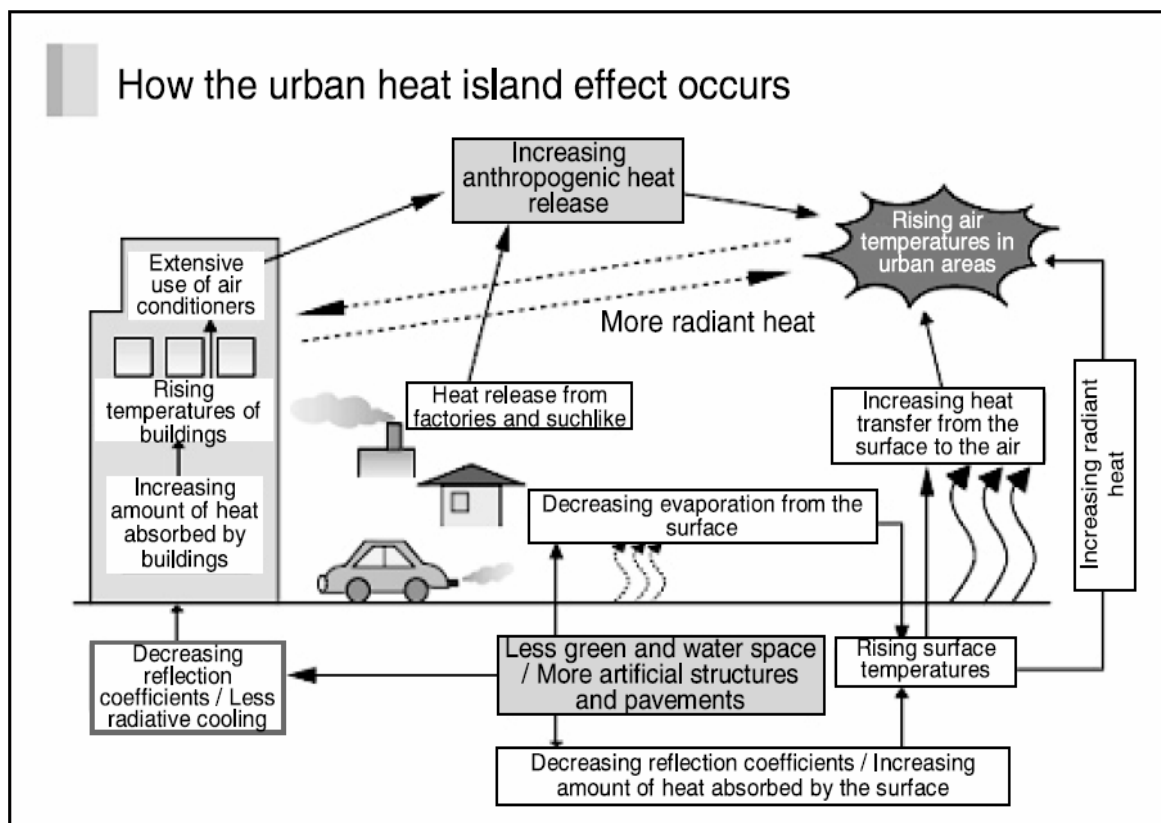 How the urban heat island effect occurs
Increasing
anthropogenic heat
release
Rising air
temperatures in
urban areas
Extensive
use of air
conditioners
More radiant heat
Rising
temperatures of
buildings
Heat release from
factories and suchlike
Increasing heat
transfer from the
surface to the air
Increasing radiant
heat
Increasing
amount of heat
absorbed by
buildings
Decreasing evaporation from the
surface
Decreasing
reflection
coefficients / Less
radiative cooling
Less green and water space
/ More artificial structures
and pavements
Rising surface
temperatures
Decreasing reflection coefficients / Increasing
amount of heat absorbed by the surface